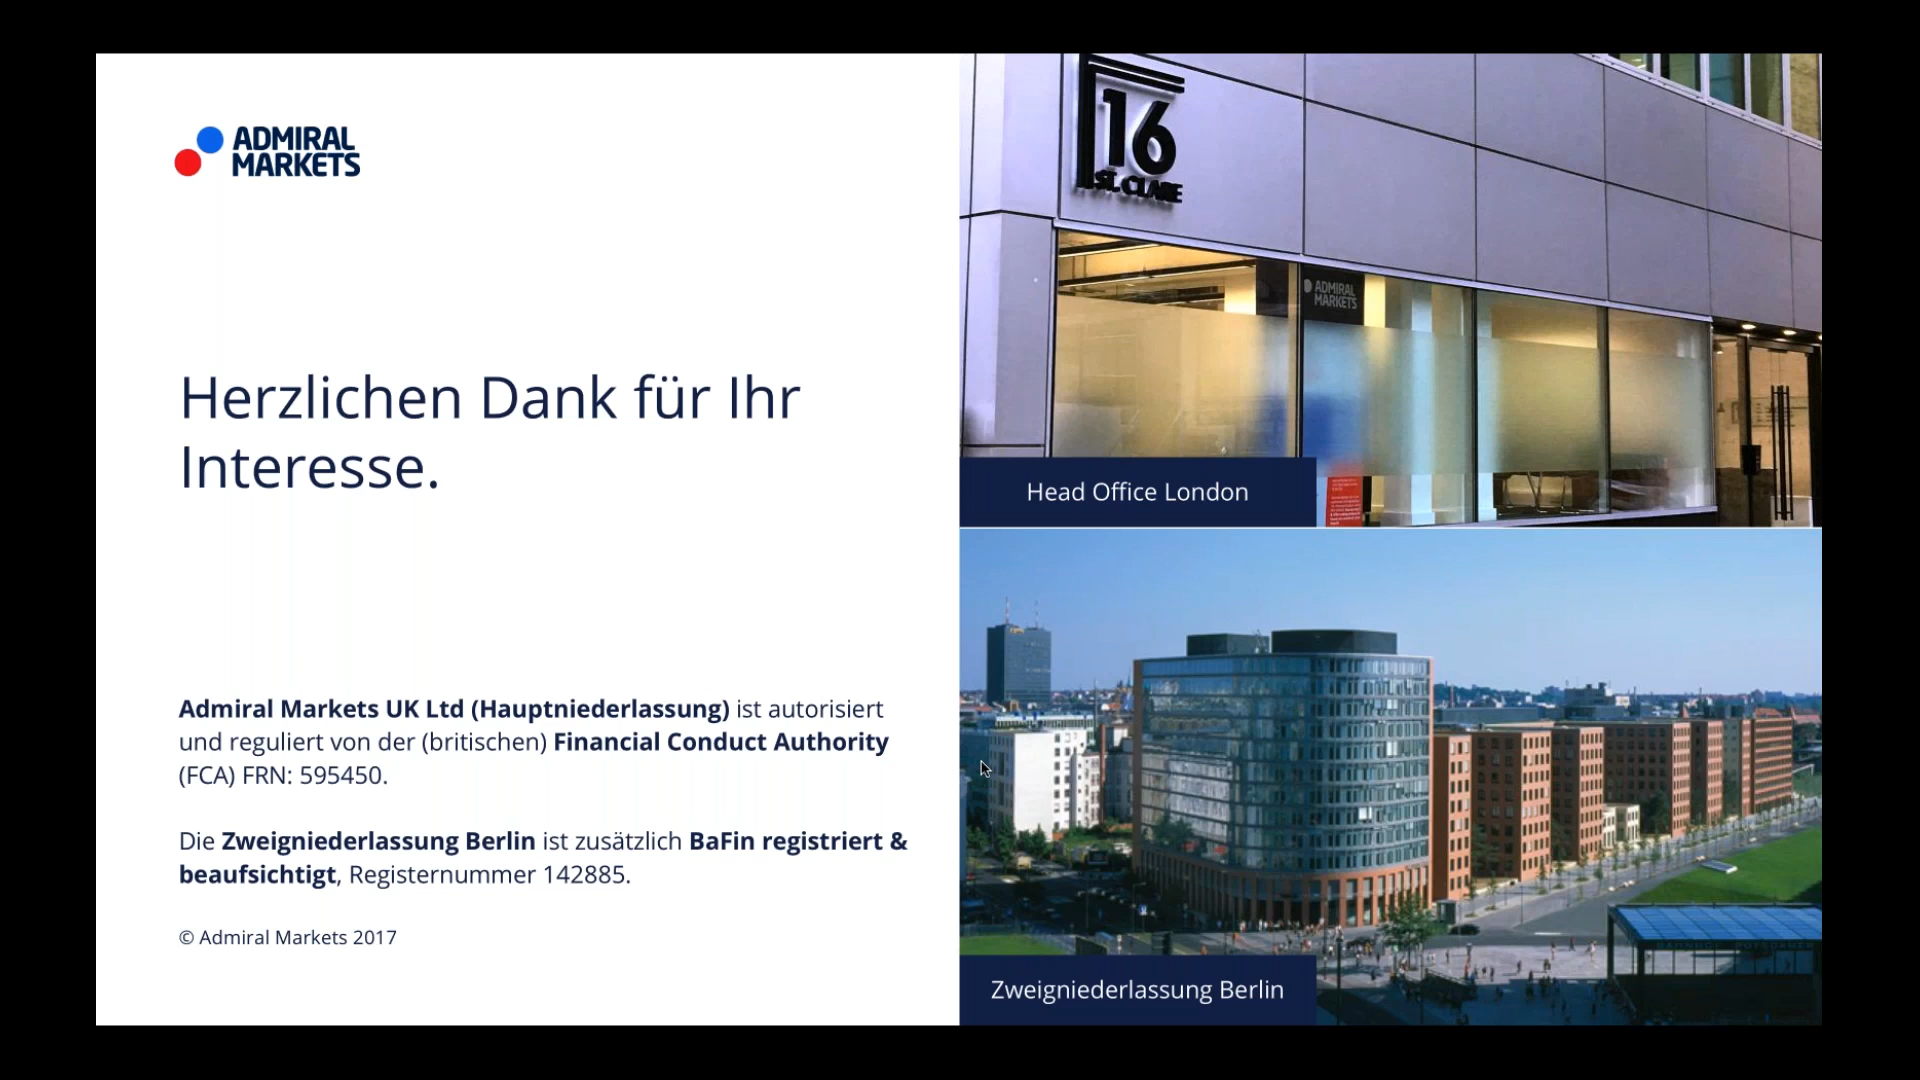 ADMIRAL
MARKETS
Herzlichen Dank für Ihr
Interesse.
Admiral Markets UK Ltd (Hauptniederlassung) ist autorisiert
und reguliert von der (britischen) Financial Conduct Authority
(FCA) FRN: 595450.
Die Zweigniederlassung Berlin ist zusätzlich BaFin registriert &
beaufsichtigt, Registernummer 142885.
© Admiral Markets 2017
16
ST. CLARE
ADMIRAL
MARKETS
Head Office London
Zweigniederlassung Berlin